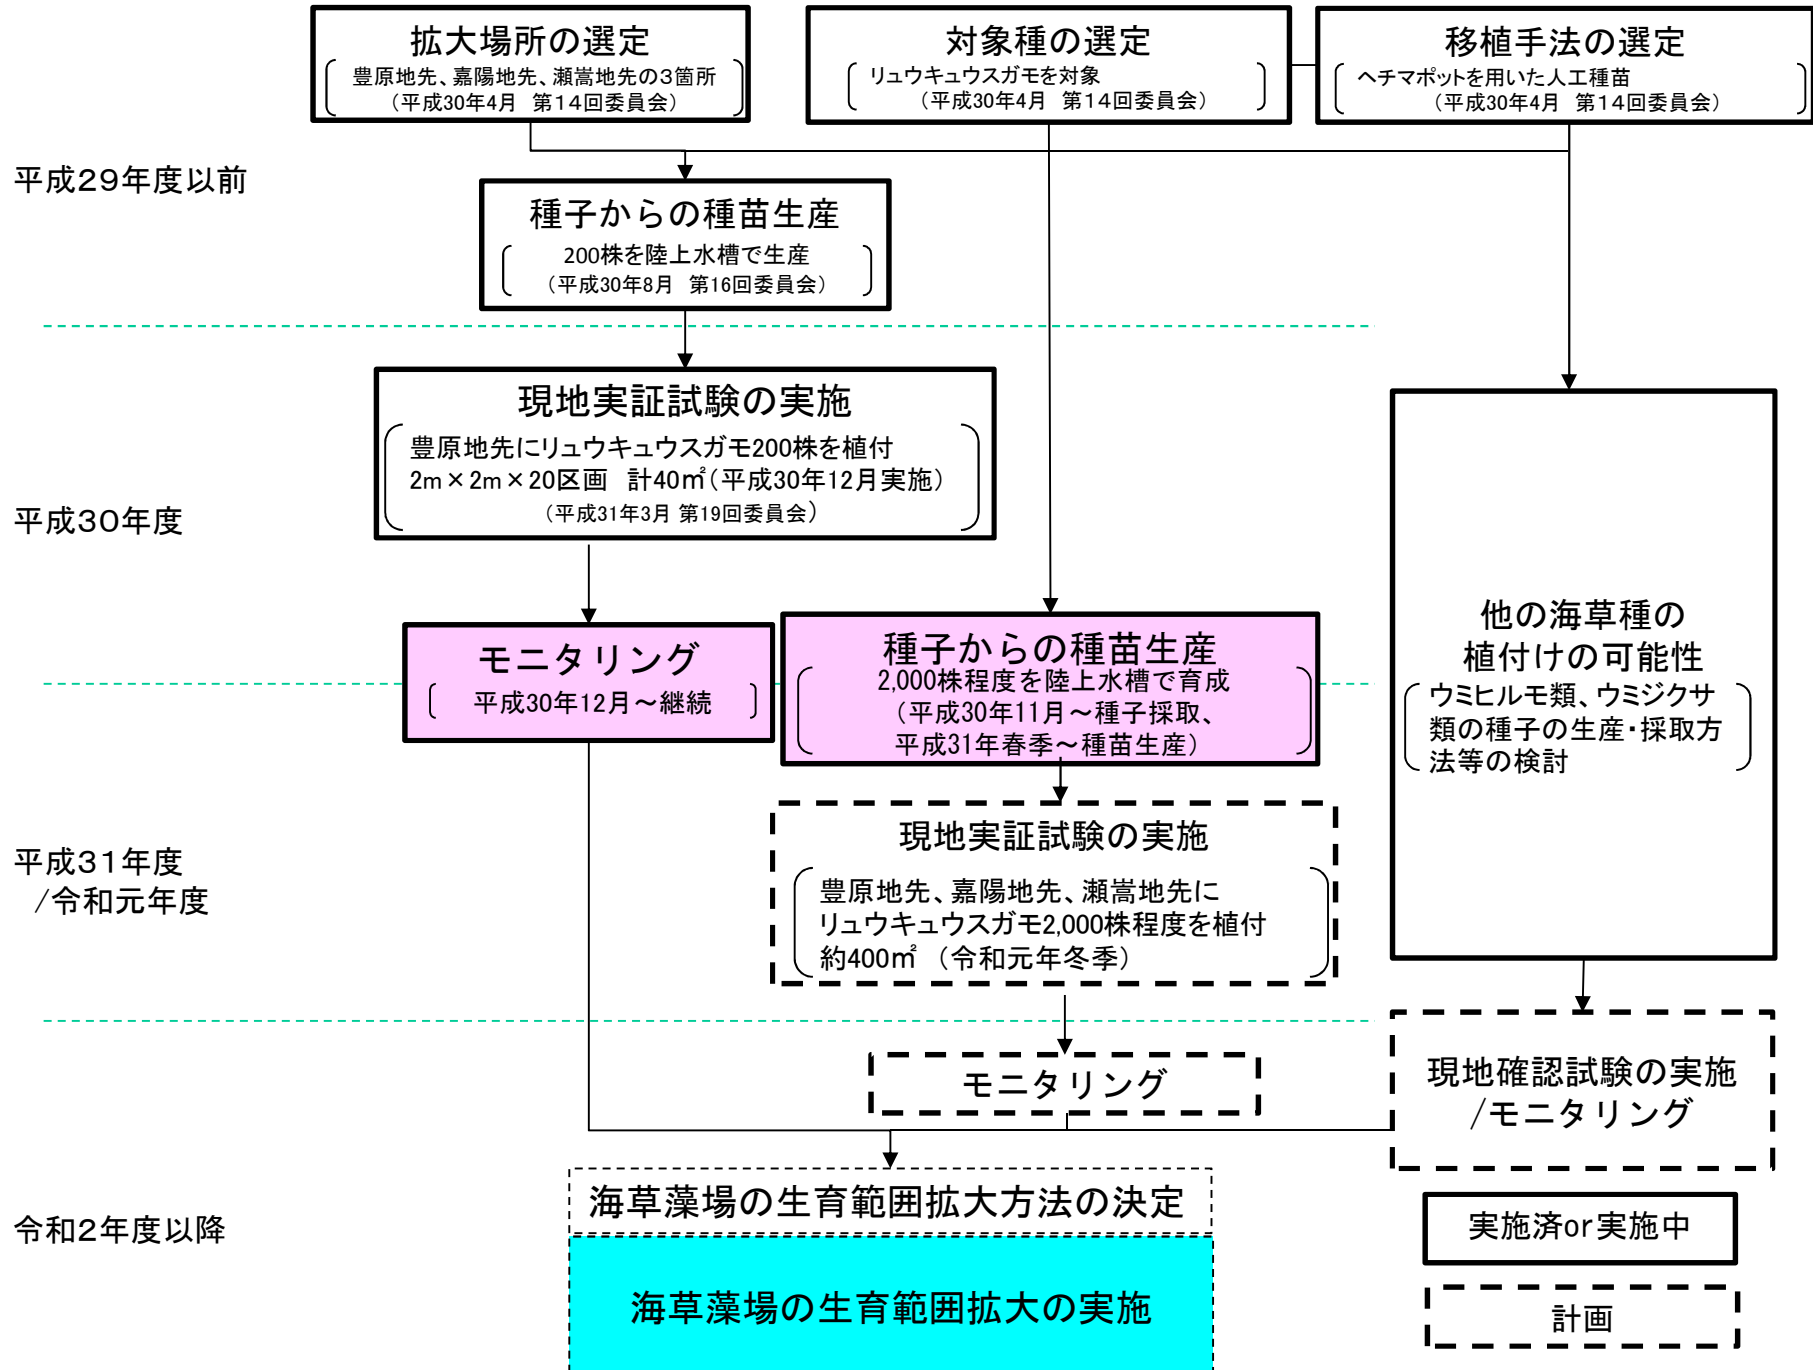 拡大場所の選定
豊原地先、嘉陽地先、瀬嵩地先の3箇所
(平成30年4月 第14回委員会)
対象種の選定
リュウキュウスガモを対象
(平成30年4月 第14回委員会)
移植手法の選定
ヘチマポットを用いた人工種苗
(平成30年4月 第14回委員会)
平成29年度以前
種子からの種苗生産
200株を陸上水槽で生産
(平成30年8月 第16回委員会)
現地実証試験の実施
豊原地先にリュウキュウスガモ200株を植付
2m×2m×20区画 計40㎡(平成30年12月実施)
(平成31年3月 第19回委員会)
平成30年度
モニタリング
平成30年12月～継続
種子からの種苗生産
2,000株程度を陸上水槽で育成
(平成30年11月～種子採取、
平成31年春季～種苗生産)
他の海草種の
植付けの可能性
ウミヒルモ類、ウミジクサ
類の種子の生産・採取方
法等の検討
平成31年度
/令和元年度
現地実証試験の実施
豊原地先、嘉陽地先、瀬嵩地先に
リュウキュウスガモ2,000株程度を植付
約400㎡ (令和元年冬季)
モニタリング
現地確認試験の実施
/モニタリング
令和2年度以降
海草藻場の生育範囲拡大方法の決定
海草藻場の生育範囲拡大の実施
実施済or実施中
計画